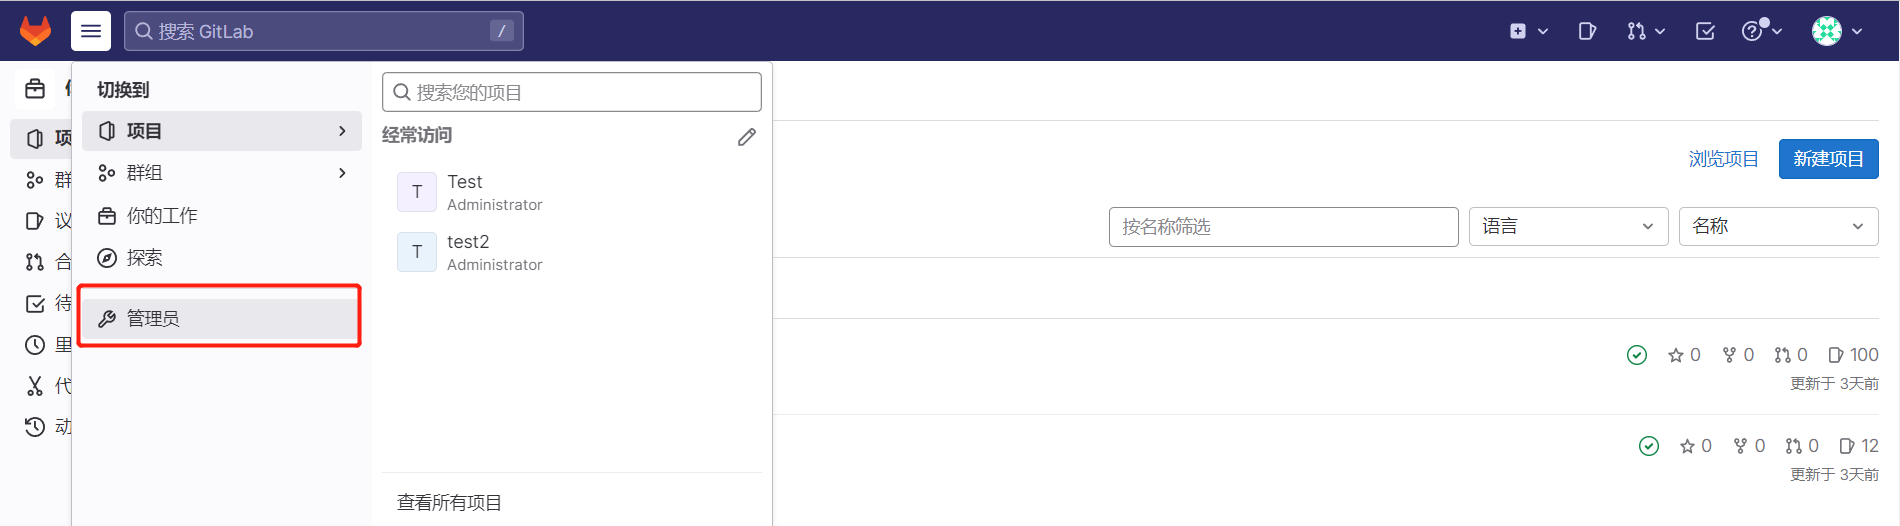 搜索 GitLab
/
切换到
项目
群组
你的工作
探索
管理员
项
群
议
合
待
里
代
动
搜索您的项目
经常访问
T
Test
Administrator
T
test2
Administrator
查看所有项目
浏览项目
新建项目
按名称筛选
语言
名称
0 0 0 100
更新于 3天前
0 0 0 12
更新于 3天前